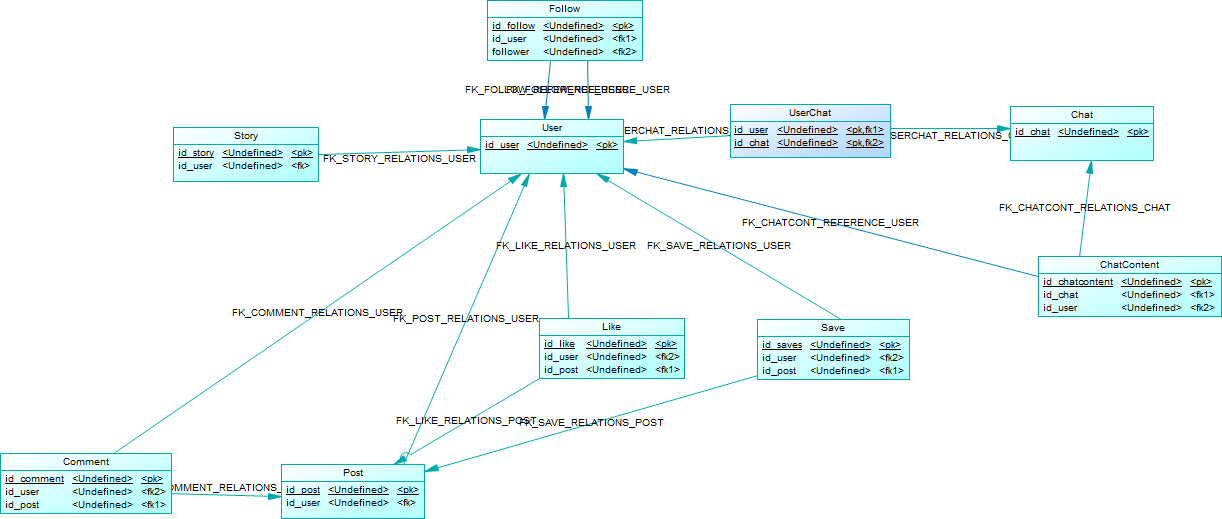 Follow
id_follow <Undefined> <pk>
id_user <Undefined> <fk1>
follower <Undefined> <fk2>
User
id_user <Undefined> <pk>
UserChat
id_user <Undefined> <pk,fk1>
id_chat <Undefined> <pk,fk2>
Chat
id_chat <Undefined> <pk>
Story
id_story <Undefined> <pk>
id_user <Undefined> <fk>
FK_STORY_RELATIONS_USER
FK_CHATCONT_RELATIONS_CHAT
FK_CHATCONT_REFERENCE_USER
FK_LIKE_RELATIONS_USER
FK_SAVE_RELATIONS_USER
ChatContent
id_chatcontent <Undefined> <pk>
id_chat <Undefined> <fk1>
id_user <Undefined> <fk2>
FK_COMMENT_RELATIONS_USER
FK_POST_RELATIONS_USER
Like
id_like <Undefined> <pk>
id_user <Undefined> <fk2>
id_post <Undefined> <fk1>
Save
id_saves <Undefined> <pk>
id_user <Undefined> <fk2>
id_post <Undefined> <fk1>
FK_LIKE_RELATIONS_POST
FK_SAVE_RELATIONS_POST
Comment
id_comment <Undefined> <pk>
id_user <Undefined> <fk2>
id_post <Undefined> <fk1>
Post
id_post <Undefined> <pk>
id_user <Undefined> <fk>